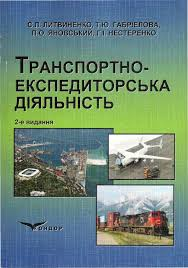 С.Л. ЛИТВИНЕНКО, Т.Ю. ГАБРІЄЛОВА,
П.О. ЯНОВСЬКИЙ, Г.І. НЕСТЕРЕНКО
ТРАНСПОРТНО-
ЕКСПЕДИТОРСЬКА
ДІЯЛЬНІСТЬ
2-е видання
КОНДОР